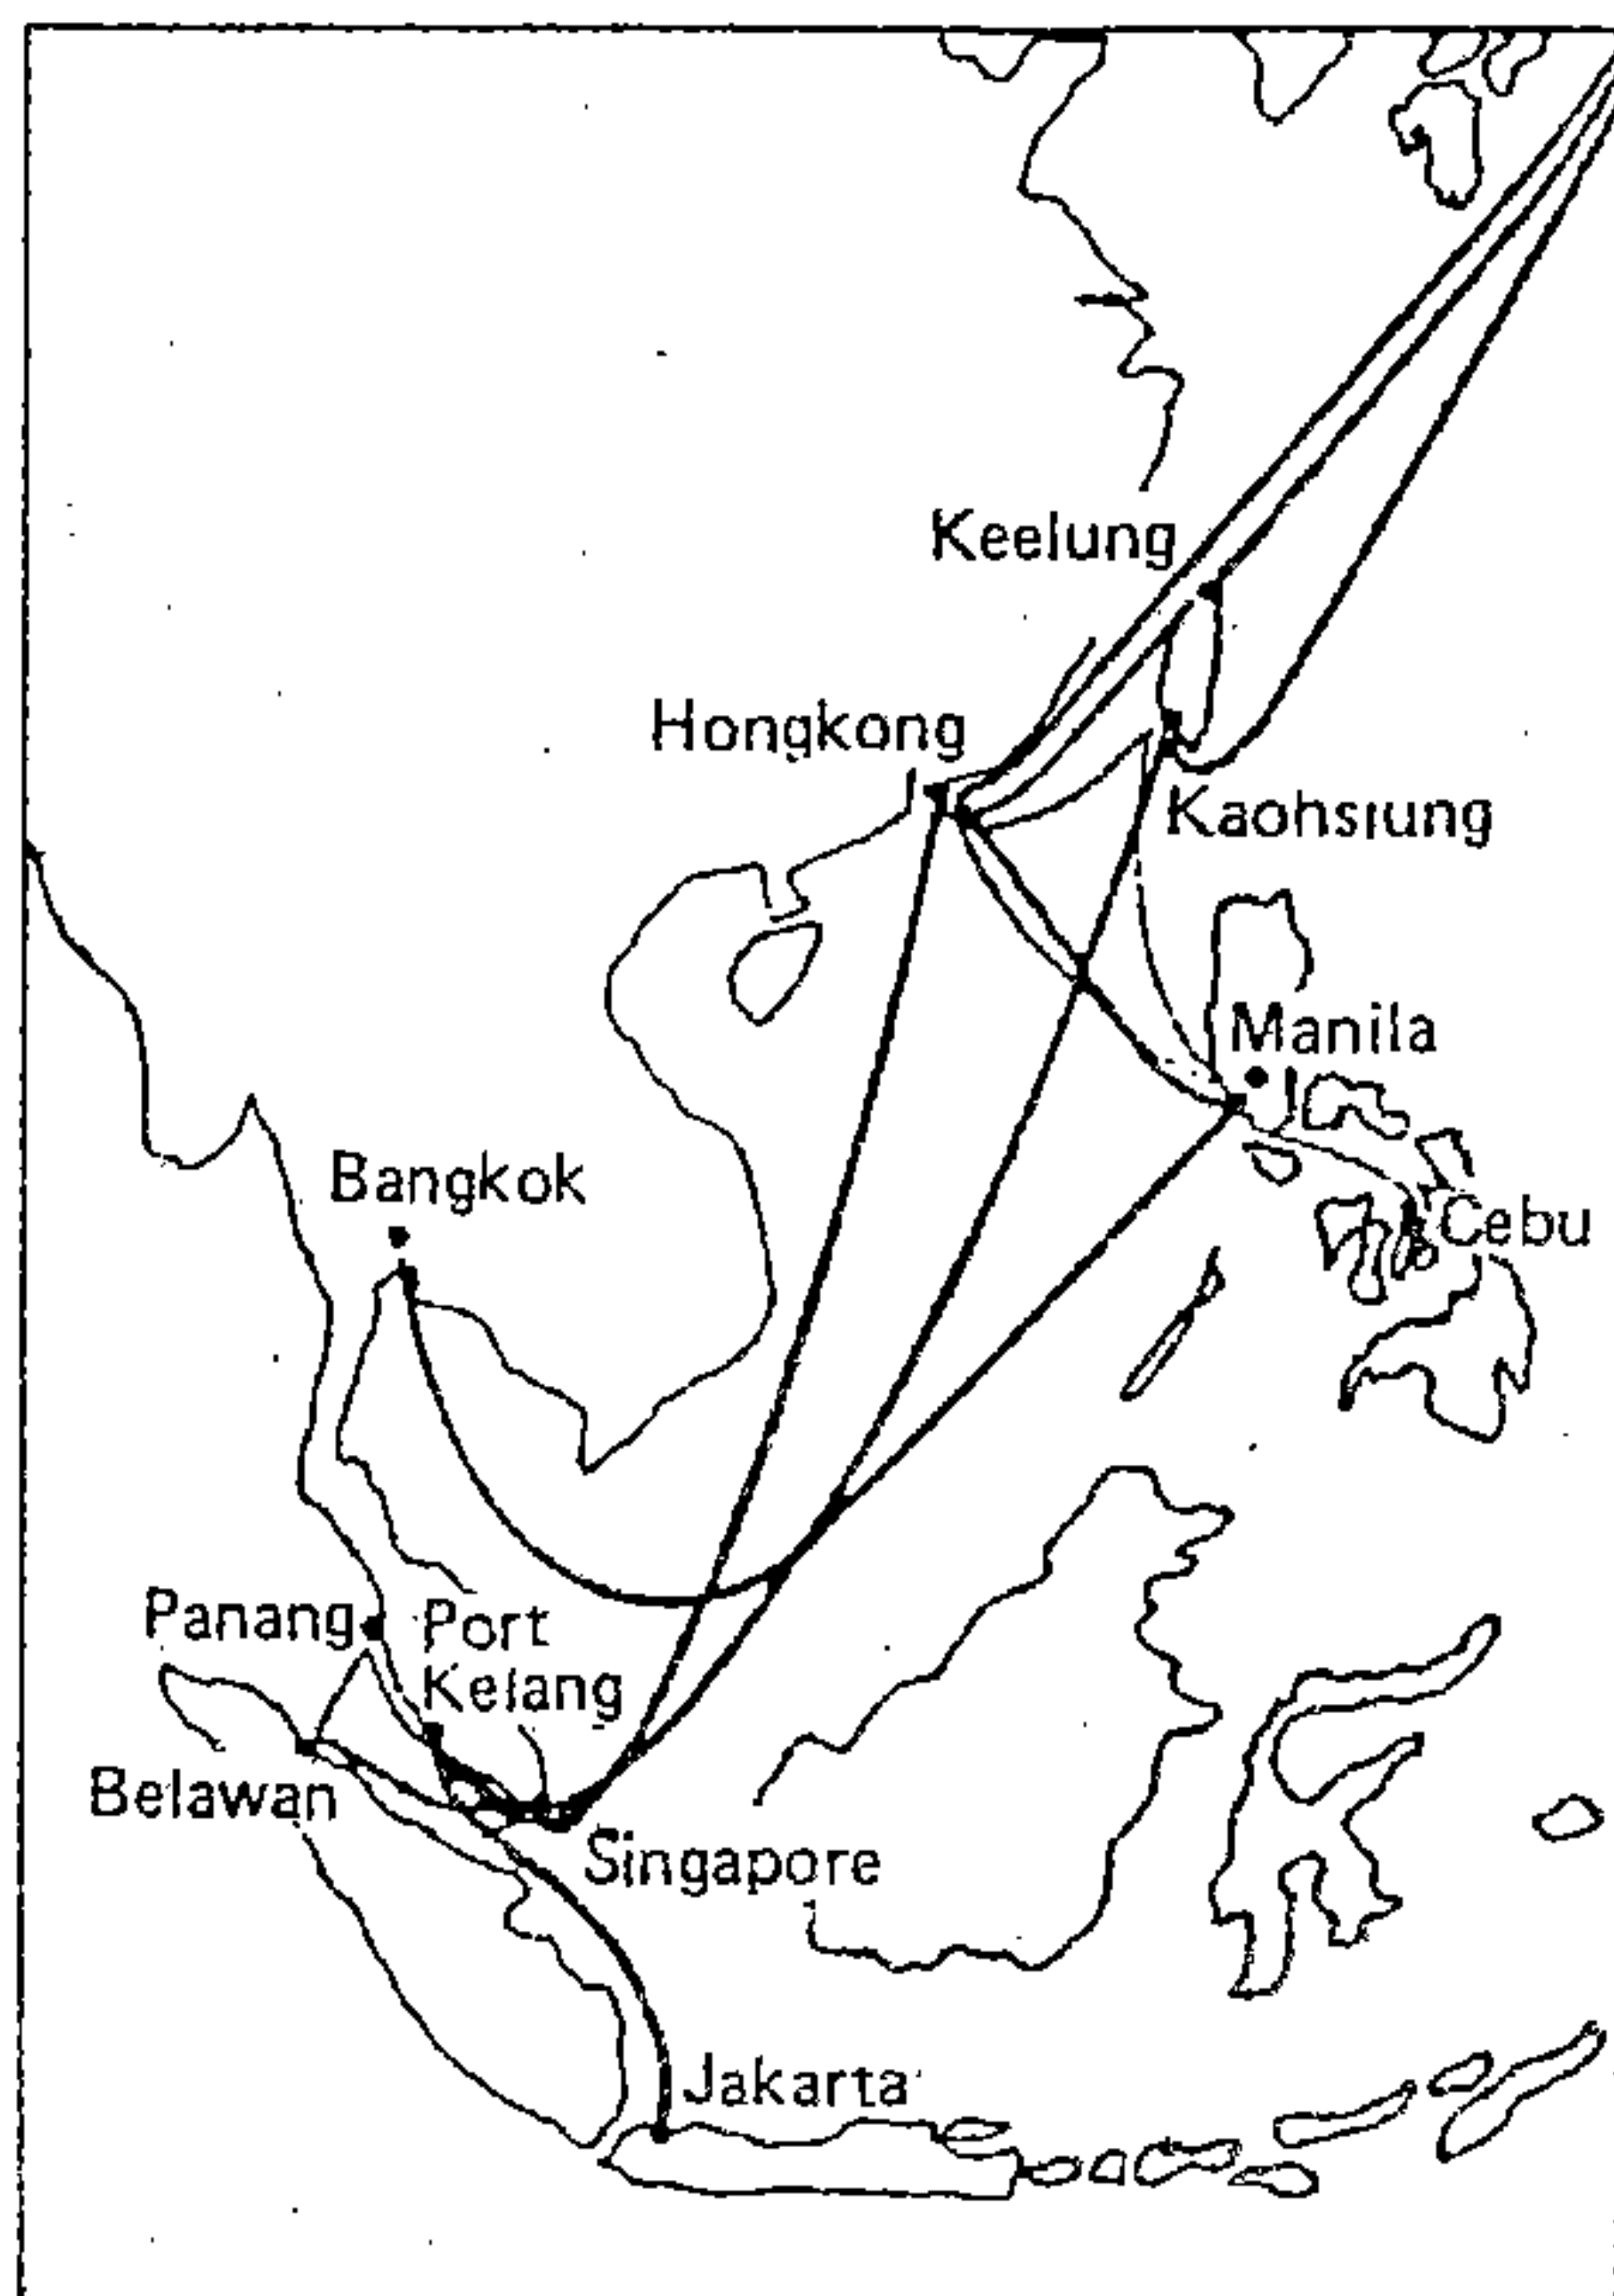 Keelung
Hongkong
Kaohsiung
Manila
Bangkok
Cebu
Panang
Port
Kelang
Belawan
Singapore
Jakarta